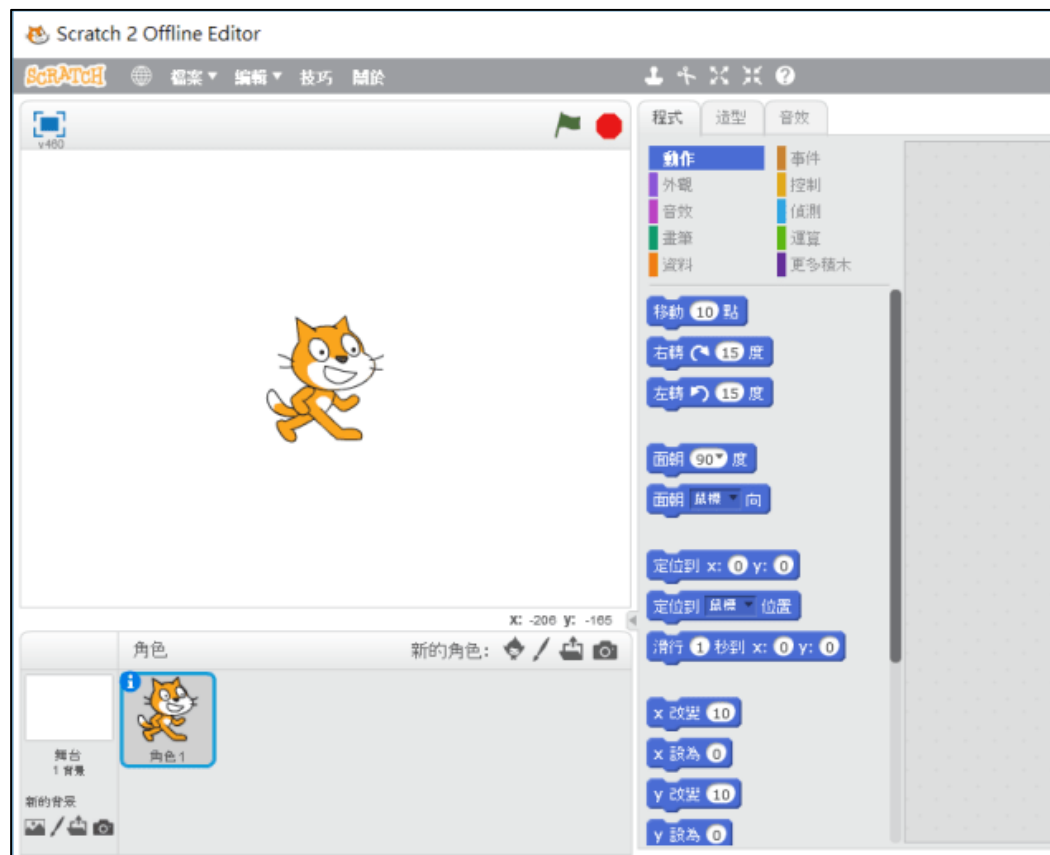 Scratch 2 Offline Editor
SCRATCH 檔案 編輯 技巧 關於
v460
程式 造型 音效
動作 事件
外觀 控制
音效 偵測
畫筆 運算
資料 更多積木
移動 10 點
右轉 15 度
左轉 15 度
面朝 90 度
面朝 鼠標 向
定位到 x: 0 y: 0
定位到 鼠標 位置
滑行 1 秒到 x: 0 y: 0
x 改變 10
x 設為 0
y 改變 10
y 設為 0
x: -206 y: -165
角色 新的角色:
舞台
1 背景
角色1
新的背景